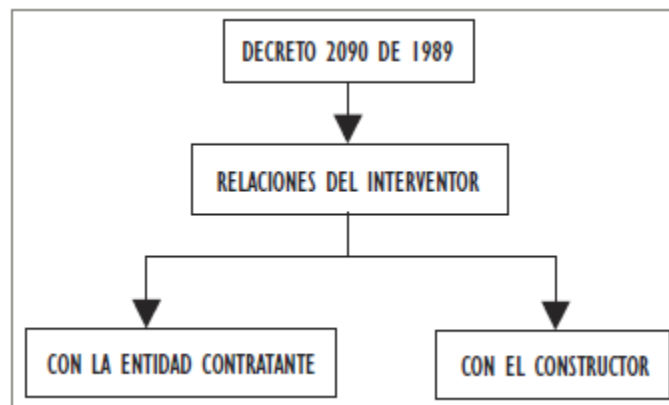 DECRETO 2090 DE 1989
RELACIONES DEL INTERVENTOR
CON LA ENTIDAD CONTRATANTE
CON EL CONSTRUCTOR